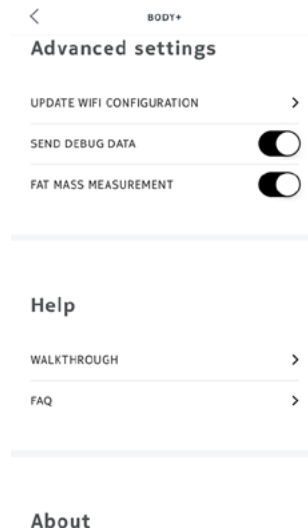 BODY+
Advanced settings
UPDATE WIFI CONFIGURATION
SEND DEBUG DATA
FAT MASS MEASUREMENT
Help
WALKTHROUGH
FAQ
About